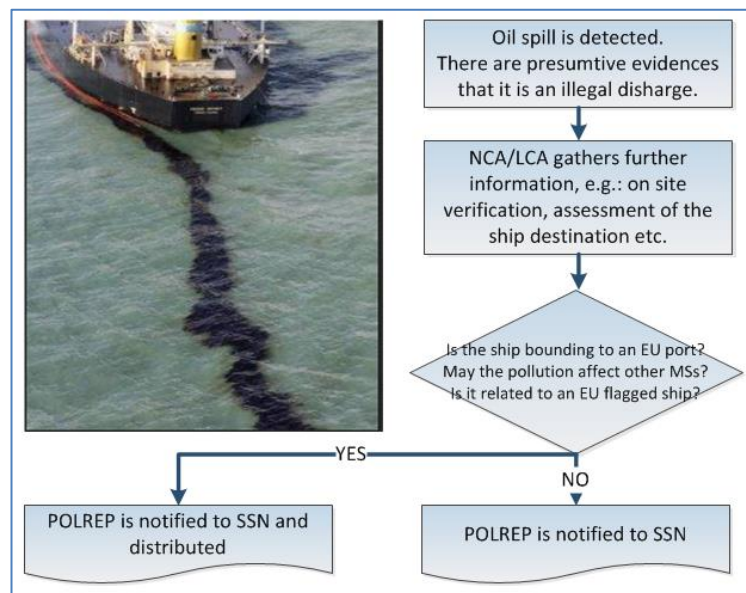 Oil spill is detected.
There are presumtive evidences
that it is an illegal disharge.
NCA/LCA gathers further
information, e.g.: on site
verification, assessment of the
ship destination etc.
Is the ship bounding to an EU port?
May the pollution affect other MSs?
Is it related to an EU flagged ship?
YES
NO
POLREP is notified to SSN and
distributed
POLREP is notified to SSN